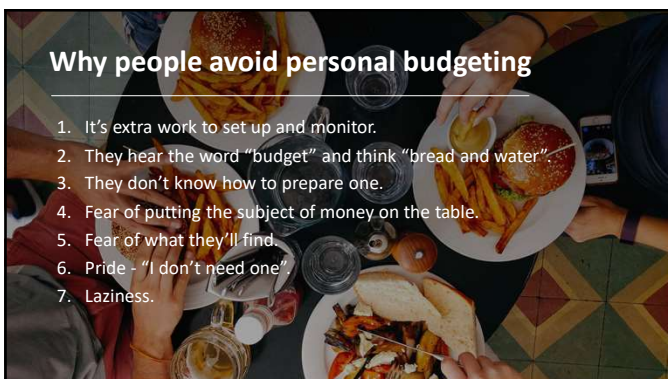 Why people avoid personal budgeting
1. It's extra work to set up and monitor.
2. They hear the word "budget" and think "bread and water".
3. They don't know how to prepare one.
4. Fear of putting the subject of money on the table.
5. Fear of what they'll find.
6. Pride - "I don't need one".
7. Laziness.